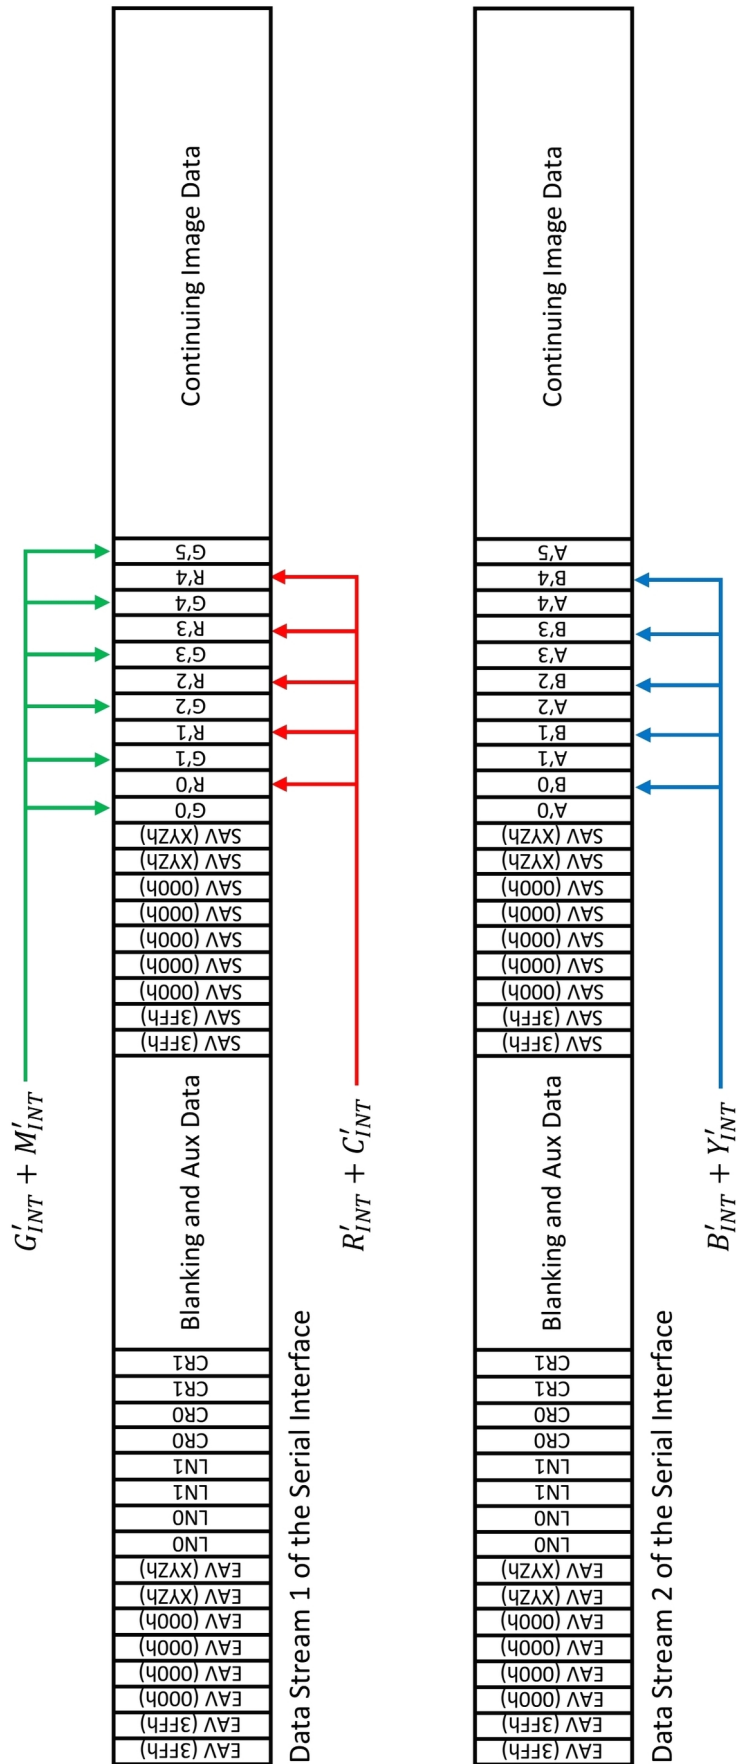 G'INT + M'INT
EAV (3FFh)
EAV (3FFh)
EAV (000h)
EAV (000h)
EAV (000h)
EAV (000h)
EAV (XYZh)
EAV (XYZh)
LN0
LN0
LN1
LN1
CR0
CR0
CR1
CR1
Blanking and Aux Data
SAV (3FFh)
SAV (3FFh)
SAV (000h)
SAV (000h)
SAV (000h)
SAV (000h)
SAV (000h)
SAV (XYZh)
SAV (XYZh)
G'0
R'0
G'1
R'1
G'2
R'2
G'3
R'3
G'4
R'4
G'5
Continuing Image Data
Data Stream 1 of the Serial Interface
R'INT + C'INT
EAV (3FFh)
EAV (3FFh)
EAV (000h)
EAV (000h)
EAV (000h)
EAV (000h)
EAV (XYZh)
EAV (XYZh)
LN0
LN0
LN1
LN1
CR0
CR0
CR1
CR1
Blanking and Aux Data
SAV (3FFh)
SAV (3FFh)
SAV (000h)
SAV (000h)
SAV (000h)
SAV (000h)
SAV (000h)
SAV (XYZh)
SAV (XYZh)
A'0
B'0
A'1
B'1
A'2
B'2
A'3
B'3
A'4
B'4
A'5
Continuing Image Data
Data Stream 2 of the Serial Interface
B'INT + Y'INT